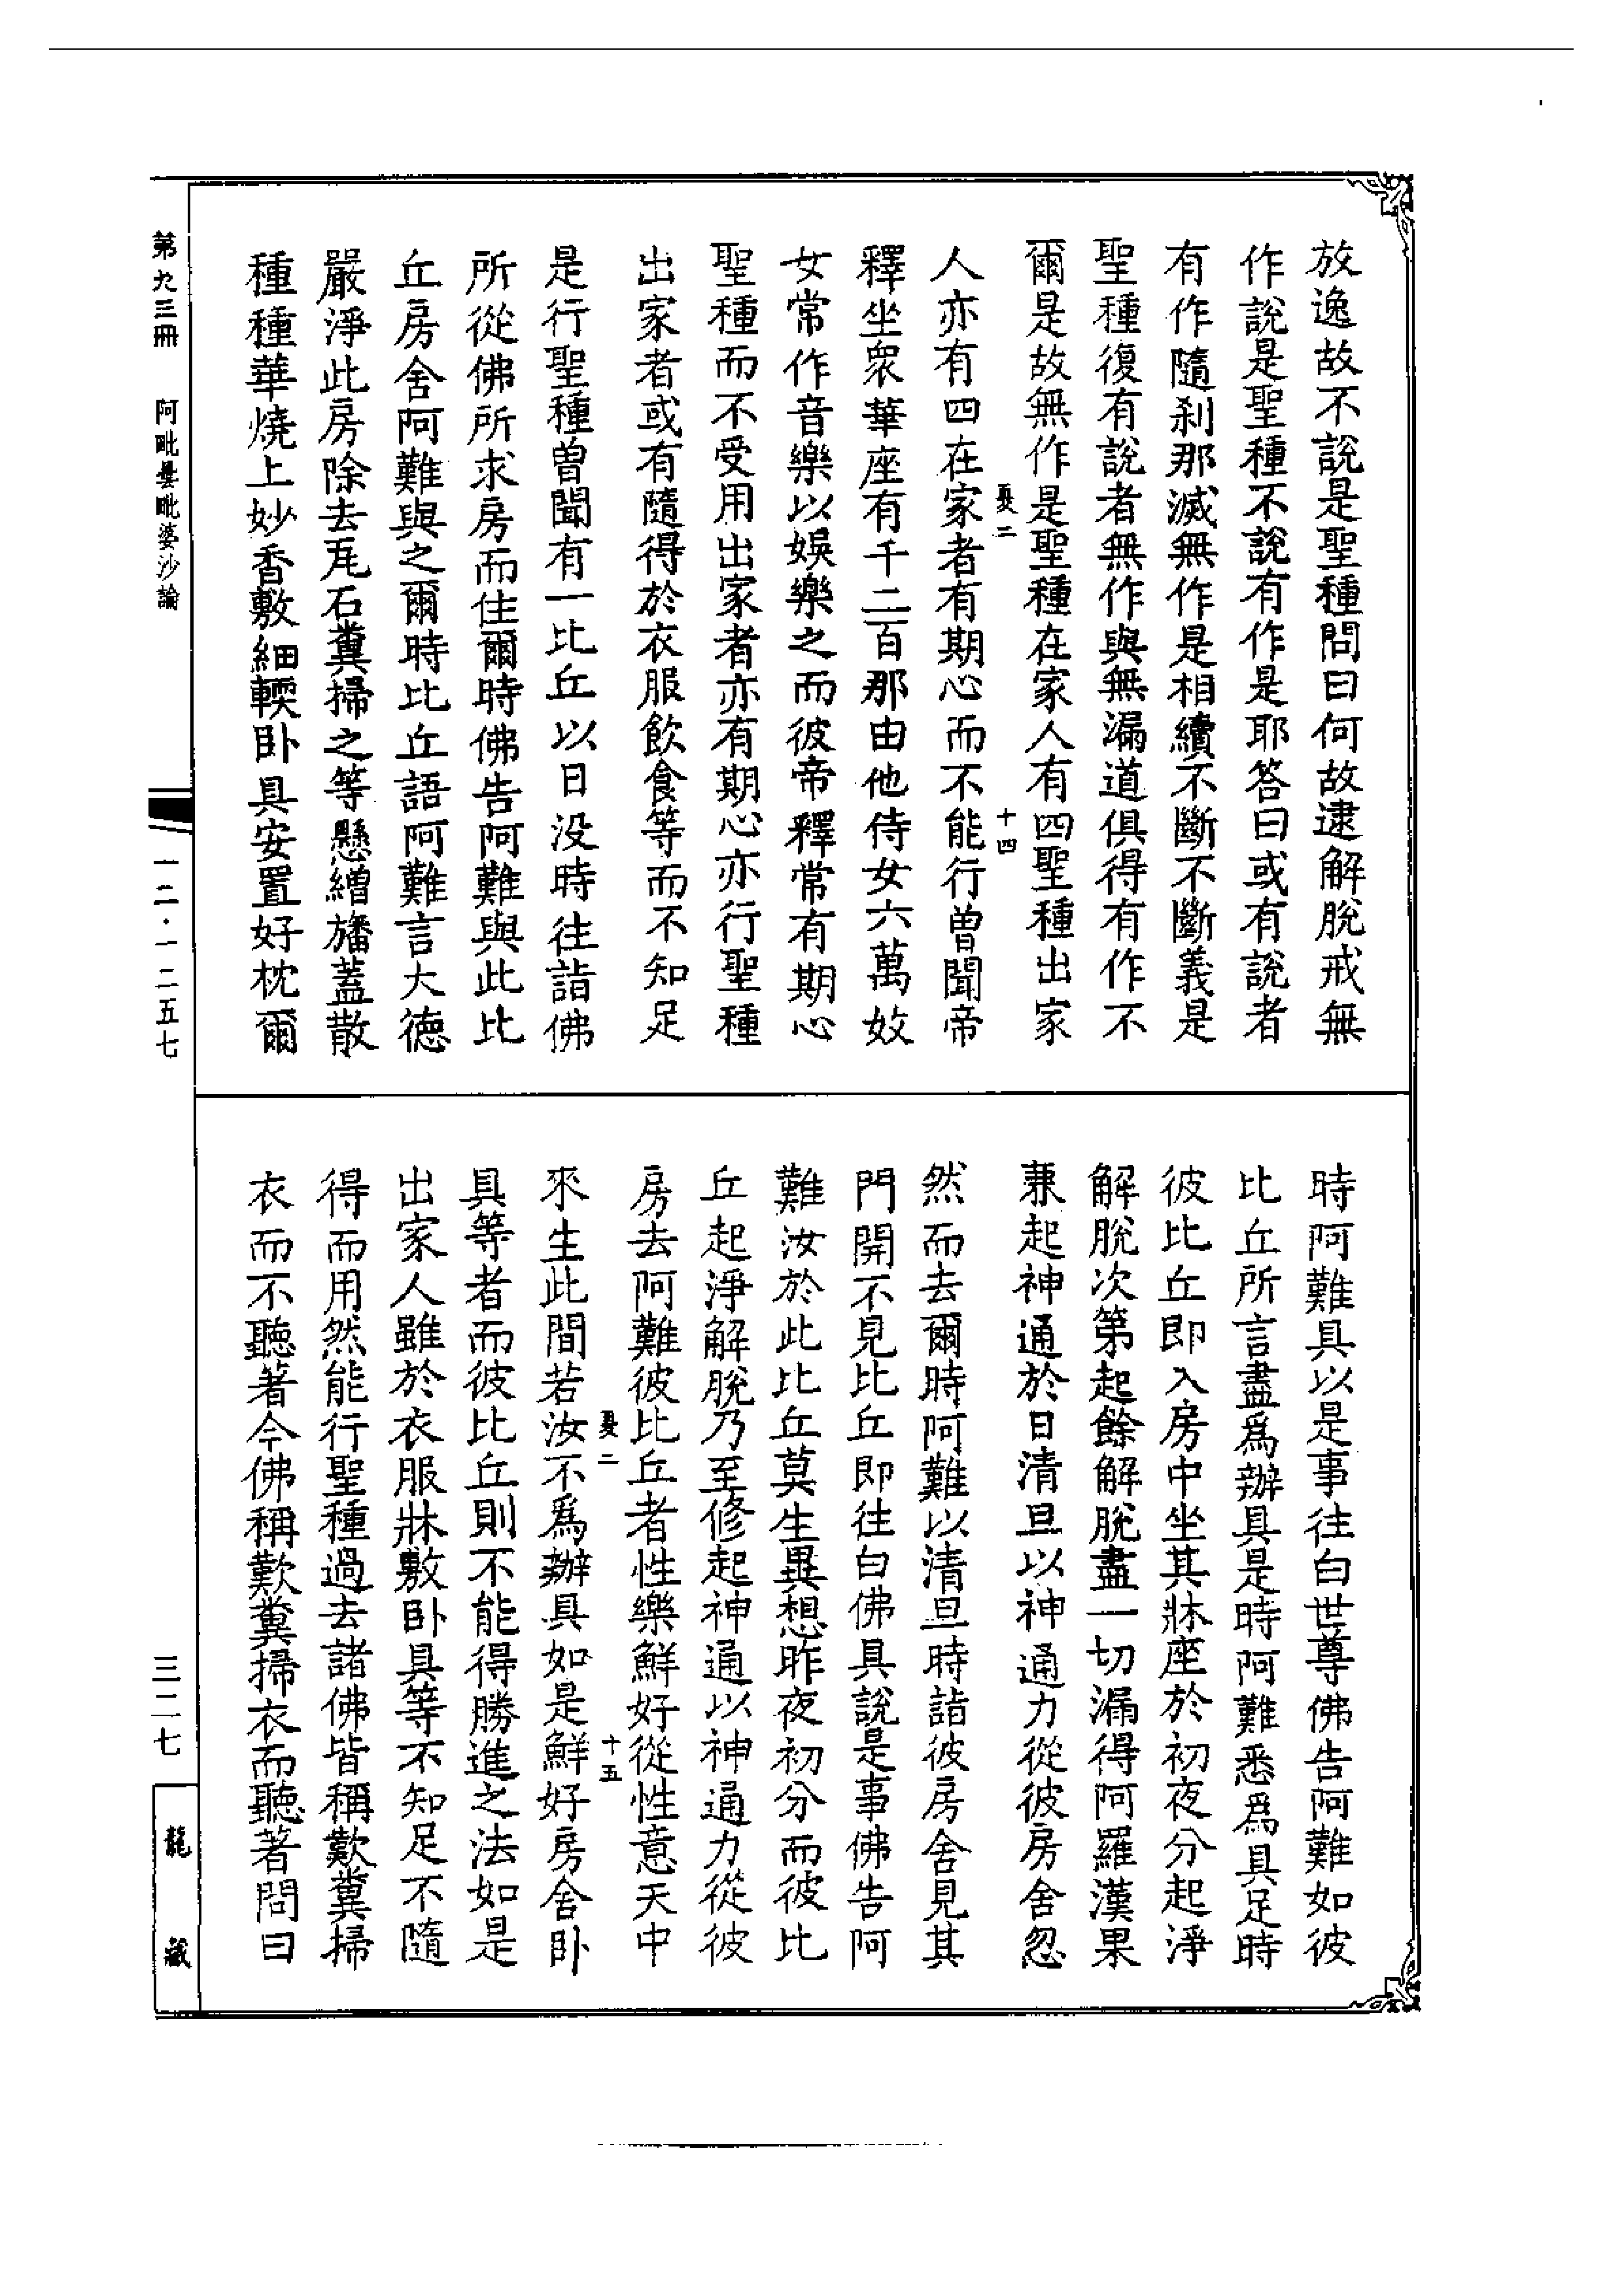 放逸故不說是聖種問曰何故逮解脫戒無
作說是聖種不說有作是耶答曰或有說者
有作隨刹那滅無作是相續不斷不斷義是
聖種復有說者無作與無漏道俱得有作不
爾是故無作是聖種在家人有四聖種出家
㪅二 十四
人亦有四在家者有期心而不能行曾聞帝
釋坐眾華座有千二百那由他侍女六萬妓
女常作音樂以娛樂之而彼帝釋常有期心
聖種而不受用出家者亦有期心亦行聖種
出家者或有隨得於衣服飲食等而不知足
是行聖種曾聞有一比丘以日没時往詣佛
所從佛所求房而住爾時佛告阿難與此比
丘房舍阿難與之爾時比丘語阿難言大德
嚴淨此房除去瓦石糞掃之等懸繒旛蓋散
種種華燒上妙香敷細輭卧具安置好枕爾
時阿難具以是事往白世尊佛告阿難如彼
比丘所言盡為辦具是時阿難悉為具足時
彼比丘即入房中坐其牀座於初夜分起淨
解脫次第起餘解脫盡一切漏得阿羅漢果
兼起神通於日清旦以神通力從彼房舍忽
然而去爾時阿難以清旦時詣彼房舍見其
門開不見比丘即往白佛具說是事佛告阿
難汝於此比丘莫生異想昨夜初分而彼比
丘起淨解脫乃至修起神通以神通力從彼
房去阿難彼比丘者性樂鮮好從性意天中
㪅二 十五
來生此間若汝不為辦具如是鮮好房舍卧
具等者而彼比丘則不能得勝進之法如是
出家人雖於衣服牀敷卧具等不知足不隨
得而用然能行聖種過去諸佛皆稱歎糞掃
衣而不聽著今佛稱歎糞掃衣而聽著問曰
第九三冊 阿毗曇毗婆沙論
一二·一二五七
三二七
龍藏